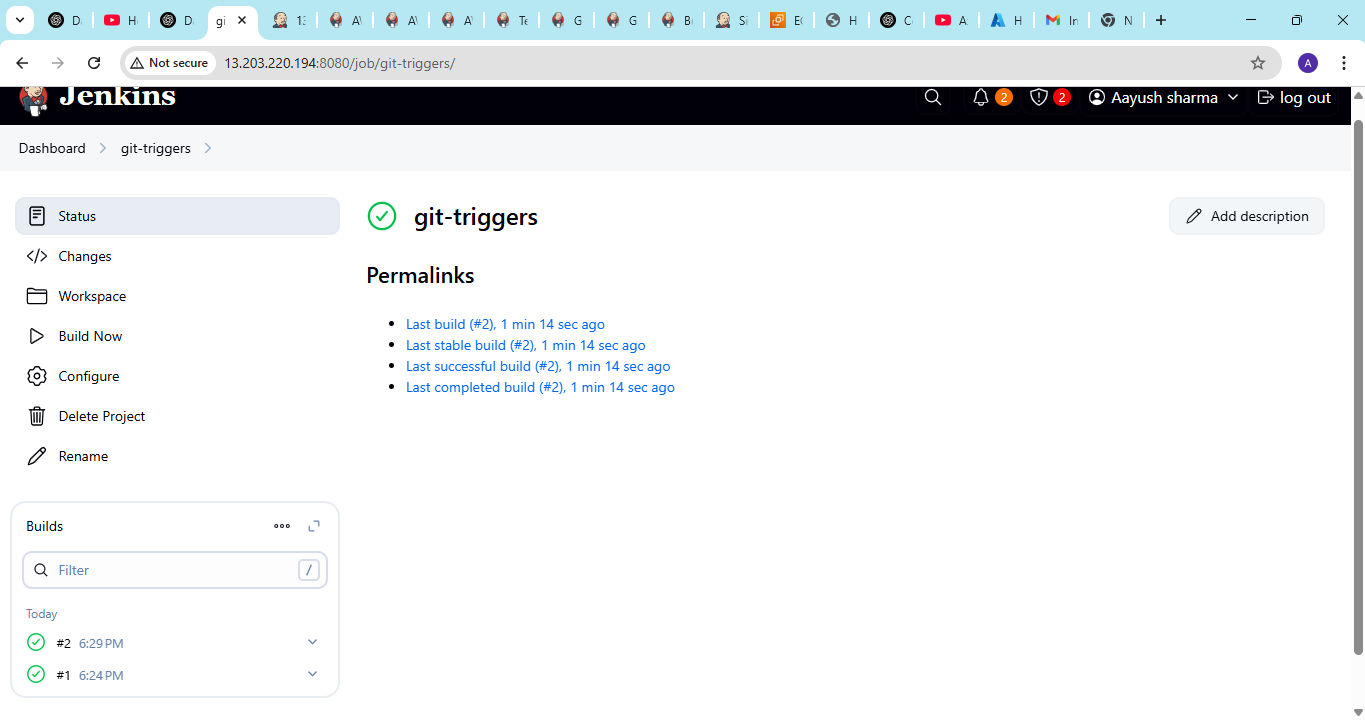 D
H
D
gi
13
A
A
A
Te
G
G
B
Si
EC
H
C
A
H
In
N
Not secure 13.203.220.194:8080/job/git-triggers/ A
Jenkins 2 2 Aayush sharma log out
Dashboard git-triggers
Status
Changes
Workspace
Build Now
Configure
Delete Project
Rename
git-triggers
Add description
Permalinks
Last build (#2), 1 min 14 sec ago
Last stable build (#2), 1 min 14 sec ago
Last successful build (#2), 1 min 14 sec ago
Last completed build (#2), 1 min 14 sec ago
Builds
Filter /
Today
#2 6:29 PM
#1 6:24 PM